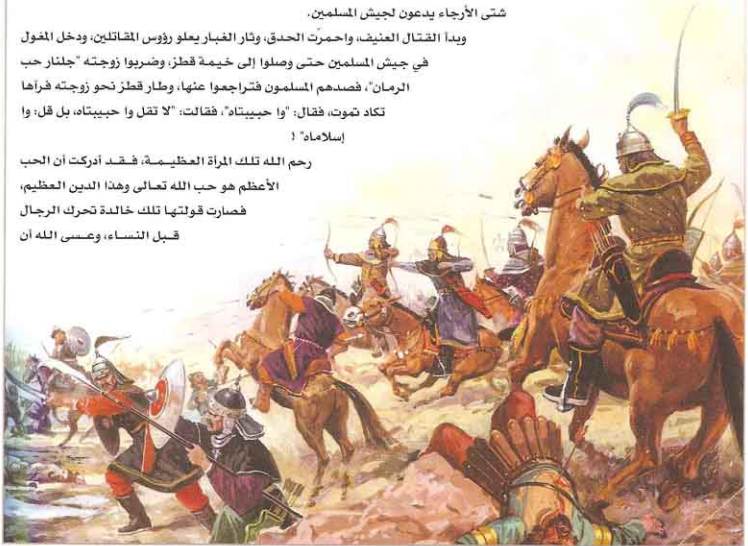 شتى الأرجاء يدعون لجيش المسلمين.
وبدأ القتال العنيف، واحمرّت الحدق، وثار الغبار يعلو رؤوس المقاتلين، ودخل المغول
في جيش المسلمين حتى وصلوا إلى خيمة قطز، وضربوا زوجته "جلنار حب
الرمان"، فصدهم المسلمون فتراجعوا عنها، وطار قطز نحو زوجته فرآها
تكاد تموت، فقال: "وا حبيبتاه"، فقالت: "لا تقل وا حبيبتاه، بل قل: وا
إسلاماه" !
رحم الله تلك المرأة العظيمة، فقد أدركت أن الحب
الأعظم هو حب الله تعالى وهذا الدين العظيم،
فصارت قولتها تلك خالدة تحرك الرجال
قبل النساء، وعسى الله أن